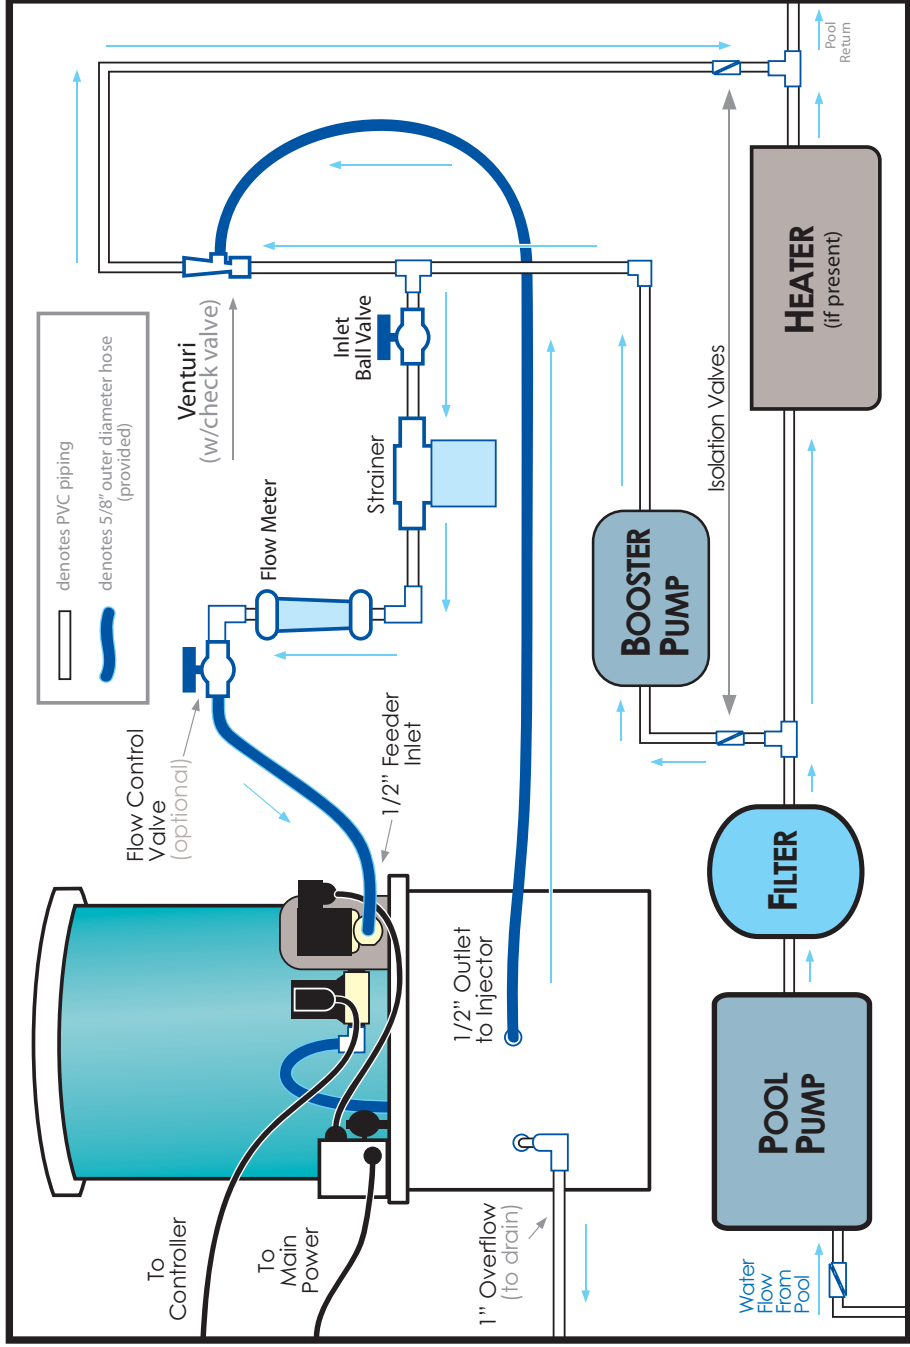 denotes PVC piping
denotes 5/8” outer diameter hose
(provided)
Venturi
(w/check valve)
Inlet
Ball Valve
Strainer
Flow Meter
Flow Control
Valve
(optional)
1/2” Feeder
Inlet
1/2” Outlet
to Injector
To
Controller
To
Main
Power
1” Overflow
(to drain)
Water
Flow
From
Pool
POOL
PUMP
FILTER
BOOSTER
PUMP
Isolation Valves
HEATER
(if present)
Pool
Return